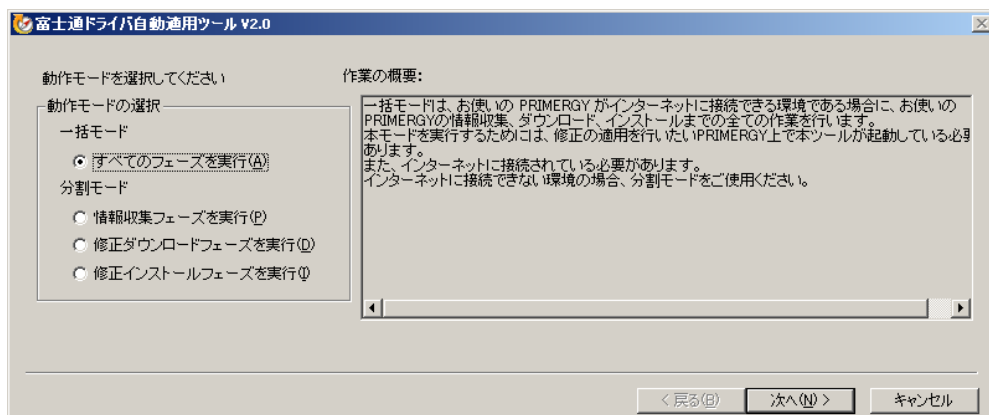 富士通ドライバ自動適用ツール V2.0
動作モードを選択してください
動作モードの選択
一括モード
すべてのフェーズを実行(A)
分割モード
情報収集フェーズを実行(P)
修正ダウンロードフェーズを実行(D)
修正インストールフェーズを実行(I)
作業の概要:
一括モードは、お使いの PRIMERGY がインターネットに接続できる環境である場合に、お使いの
PRIMERGYの情報収集、ダウンロード、インストールまでの全ての作業を行います。
本モードを実行するためには、修正の適用を行いたいPRIMERGY上で本ツールが起動している必要
あります。
また、インターネットに接続されている必要があります。
インターネットに接続できない環境の場合、分割モードをご使用ください。
< 戻る(B)
次へ(N) >
キャンセル